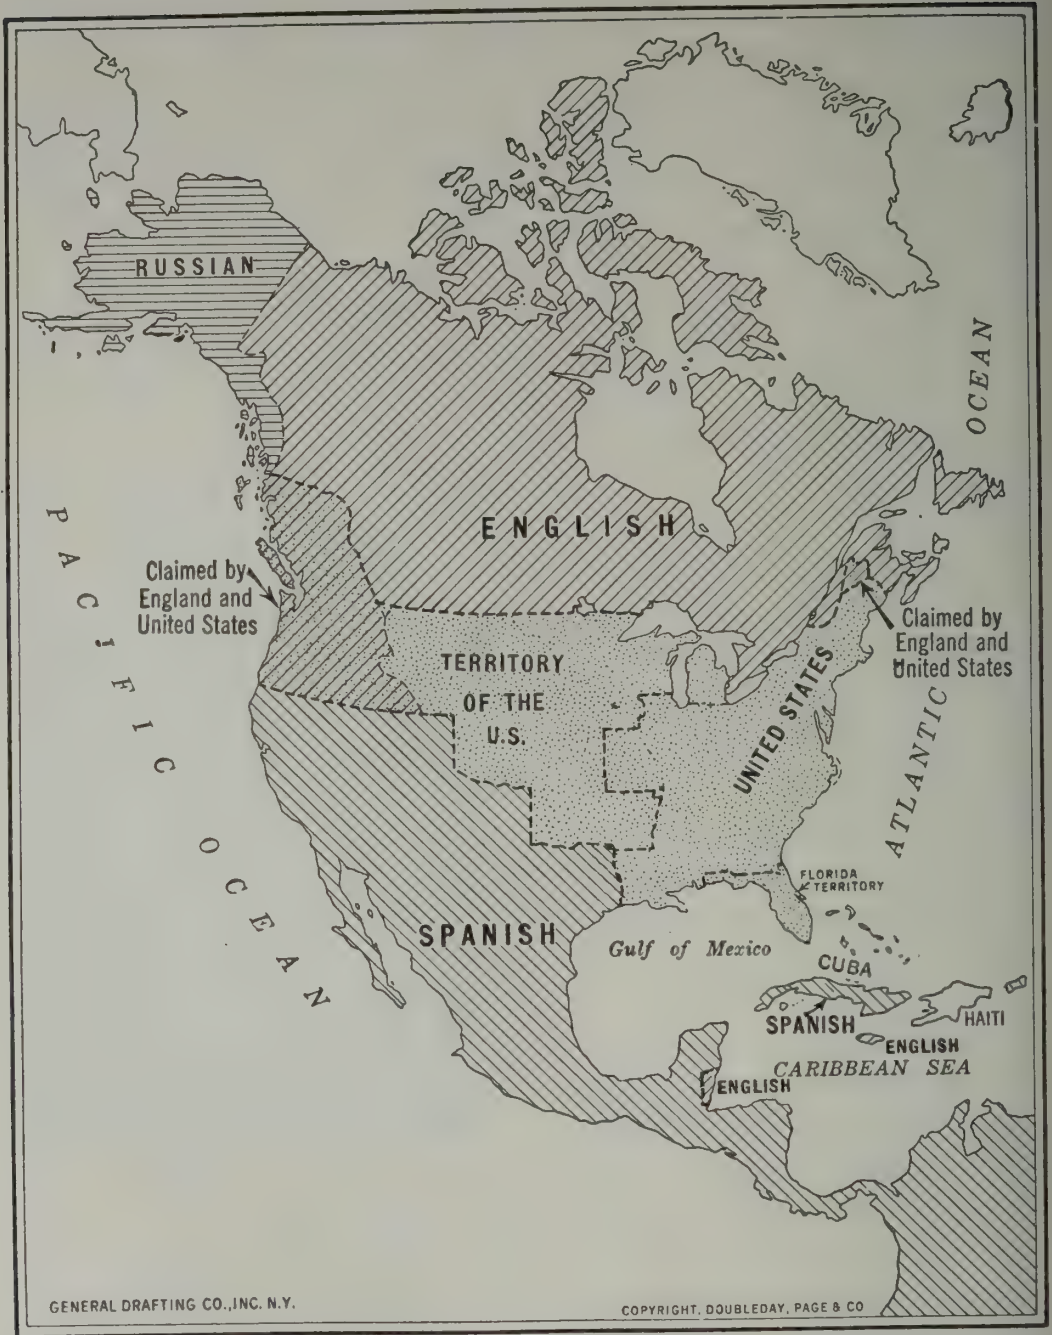 RUSSIAN
OCEAN
ENGLISH
PACIFIC OCEAN
Claimed by
England and
United States
Claimed by
England and
United States
TERRITORY
OF THE
U.S.
UNITED STATES
ATLANTIC
FLORIDA
TERRITORY
SPANISH
Gulf of Mexico
CUBA
SPANISH
HAITI
ENGLISH
CARIBBEAN SEA
ENGLISH
GENERAL DRAFTING CO., INC. N.Y.
COPYRIGHT, DOUBLEDAY, PAGE & CO